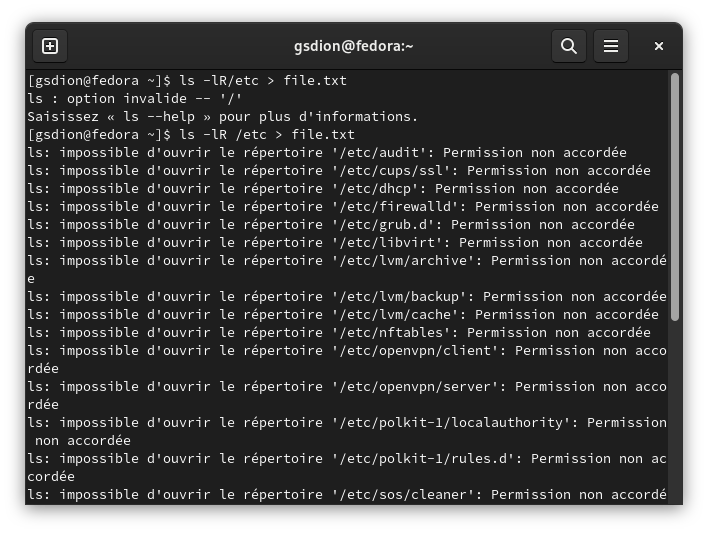 gsdion@fedora:~
[gsdion@fedora ~]$ ls -lR/etc > file.txt
ls : option invalide -- '/'
Saisissez « ls --help » pour plus d'informations.
[gsdion@fedora ~]$ ls -lR /etc > file.txt
ls: impossible d'ouvrir le répertoire '/etc/audit': Permission non accordée
ls: impossible d'ouvrir le répertoire '/etc/cups/ssl': Permission non accordée
ls: impossible d'ouvrir le répertoire '/etc/dhcp': Permission non accordée
ls: impossible d'ouvrir le répertoire '/etc/firewalld': Permission non accordée
ls: impossible d'ouvrir le répertoire '/etc/grub.d': Permission non accordée
ls: impossible d'ouvrir le répertoire '/etc/libvirt': Permission non accordée
ls: impossible d'ouvrir le répertoire '/etc/lvm/archive': Permission non accordé
e
ls: impossible d'ouvrir le répertoire '/etc/lvm/backup': Permission non accordée
ls: impossible d'ouvrir le répertoire '/etc/lvm/cache': Permission non accordée
ls: impossible d'ouvrir le répertoire '/etc/nftables': Permission non accordée
ls: impossible d'ouvrir le répertoire '/etc/openvpn/client': Permission non acco
rdée
ls: impossible d'ouvrir le répertoire '/etc/openvpn/server': Permission non acco
rdée
ls: impossible d'ouvrir le répertoire '/etc/polkit-1/localauthority': Permission
 non accordée
ls: impossible d'ouvrir le répertoire '/etc/polkit-1/rules.d': Permission non ac
cordée
ls: impossible d'ouvrir le répertoire '/etc/sos/cleaner': Permission non accordé